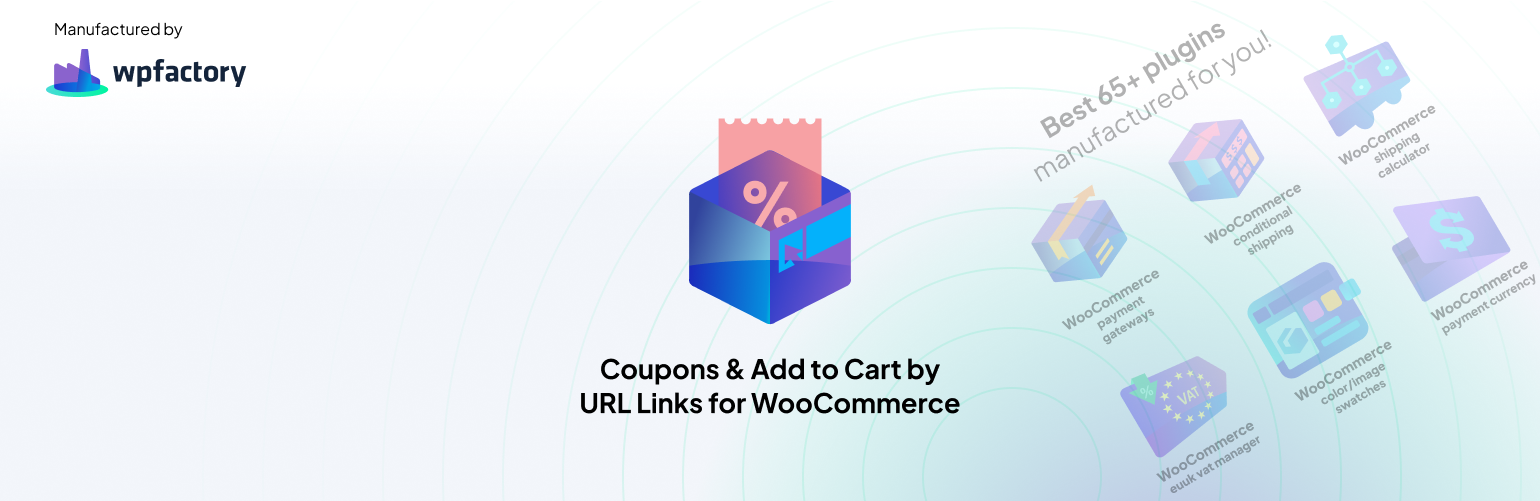 Manufactured by
wpfactory
Best 65+ plugins
manufactured for you!
%
Coupons & Add to Cart by
URL Links for WooCommerce
WooCommerce
shipping
calculator
$ $ $
WooCommerce
conditional
shipping
WooCommerce
payment
gateways
$
WooCommerce
payment currency
WooCommerce
color/image
swatches
%
VAT
WooCommerce
euuk vat manager